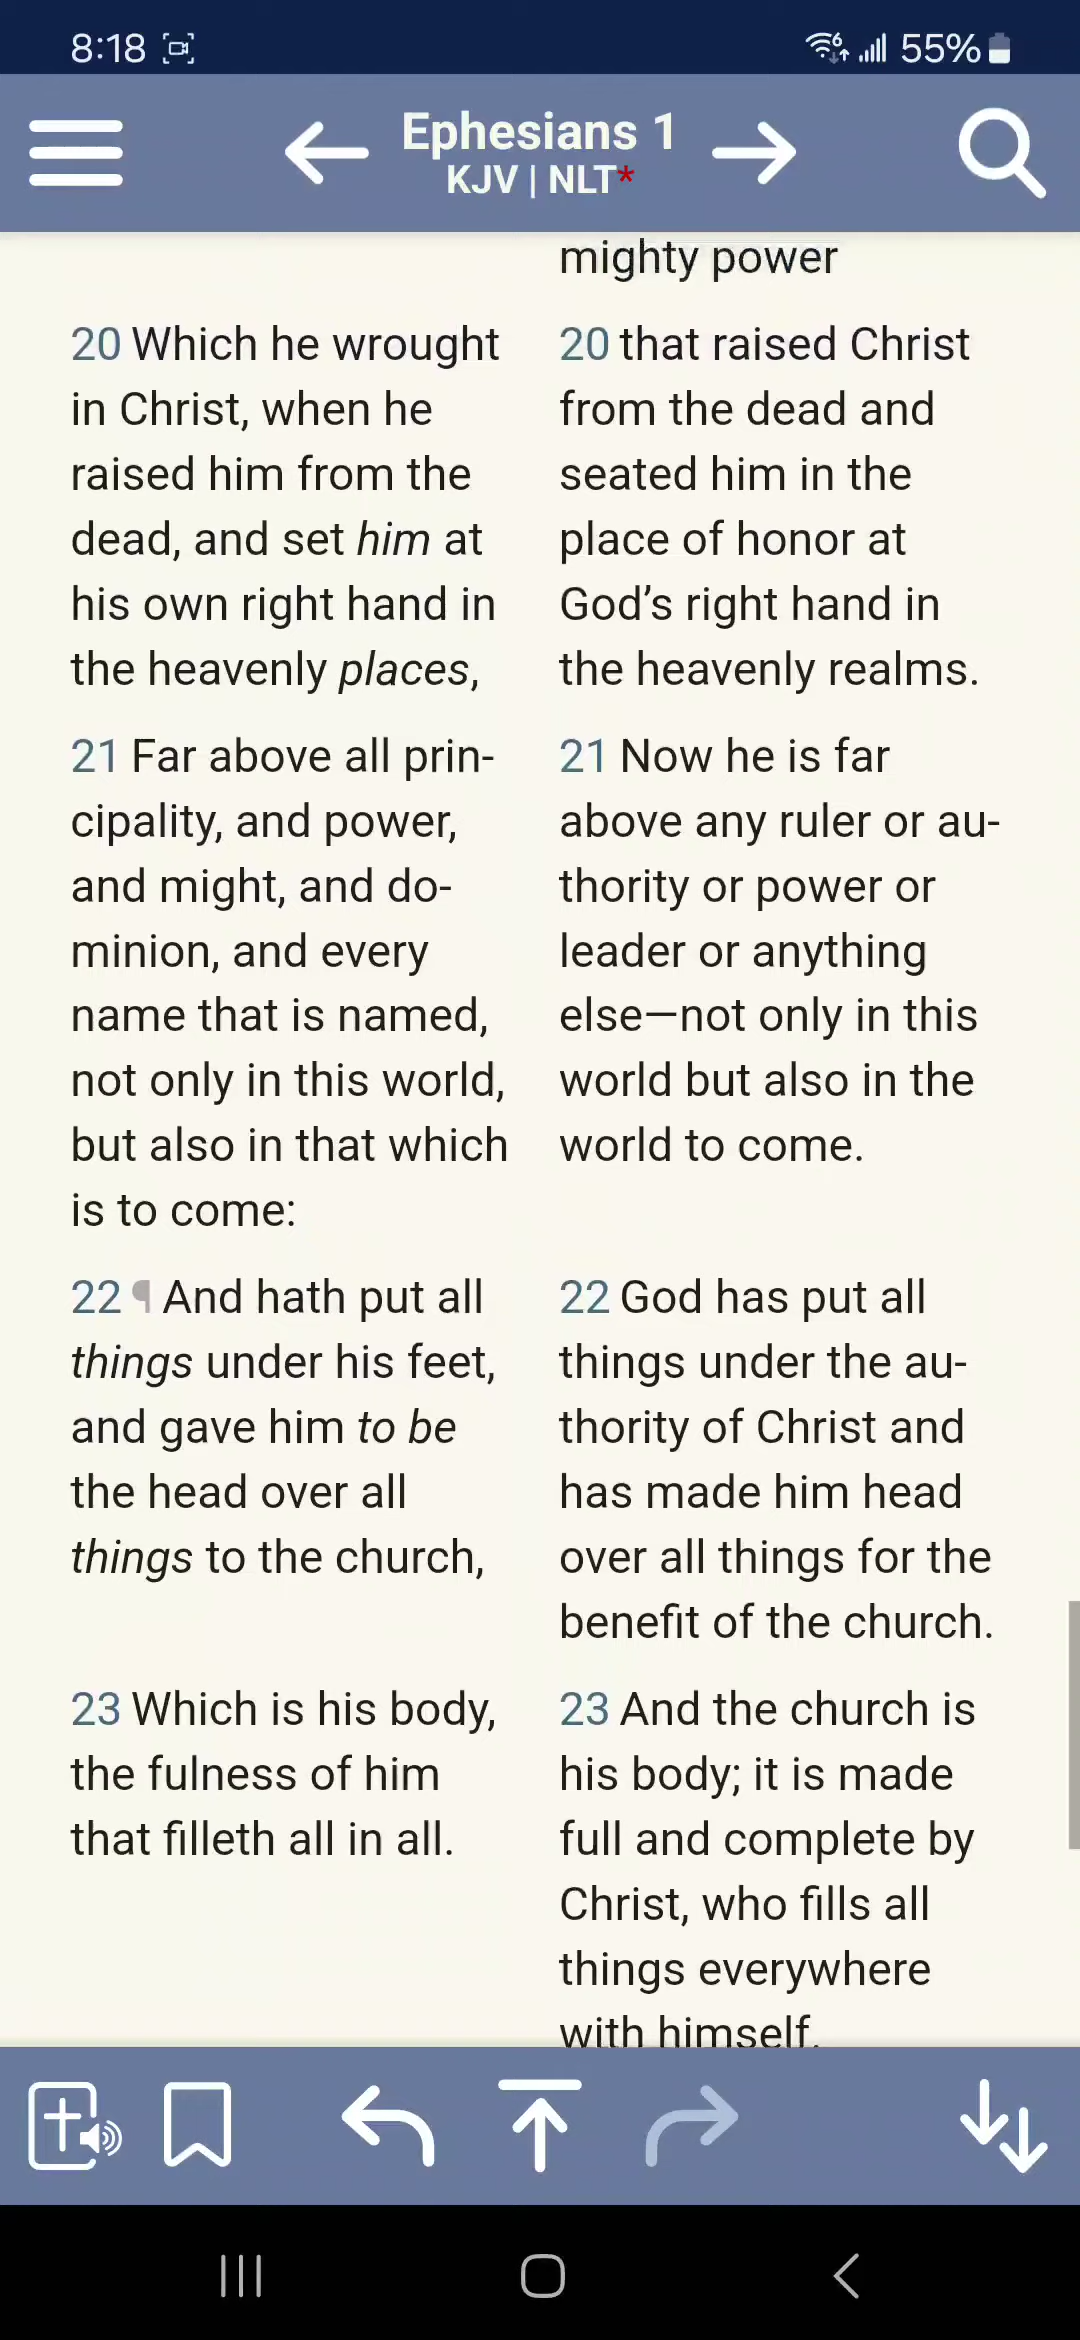 8:18
6
55%
Ephesians 1
KJV | NLT*
20 Which he wrought
in Christ, when he
raised him from the
dead, and set him at
his own right hand in
the heavenly places,
21 Far above all prin-
cipality, and power,
and might, and do-
minion, and every
name that is named,
not only in this world,
but also in that which
is to come:
22 ¶ And hath put all
things under his feet,
and gave him to be
the head over all
things to the church,
23 Which is his body,
the fulness of him
that filleth all in all.
mighty power
20 that raised Christ
from the dead and
seated him in the
place of honor at
God’s right hand in
the heavenly realms.
21 Now he is far
above any ruler or au-
thority or power or
leader or anything
else—not only in this
world but also in the
world to come.
22 God has put all
things under the au-
thority of Christ and
has made him head
over all things for the
benefit of the church.
23 And the church is
his body; it is made
full and complete by
Christ, who fills all
things everywhere
with himself.